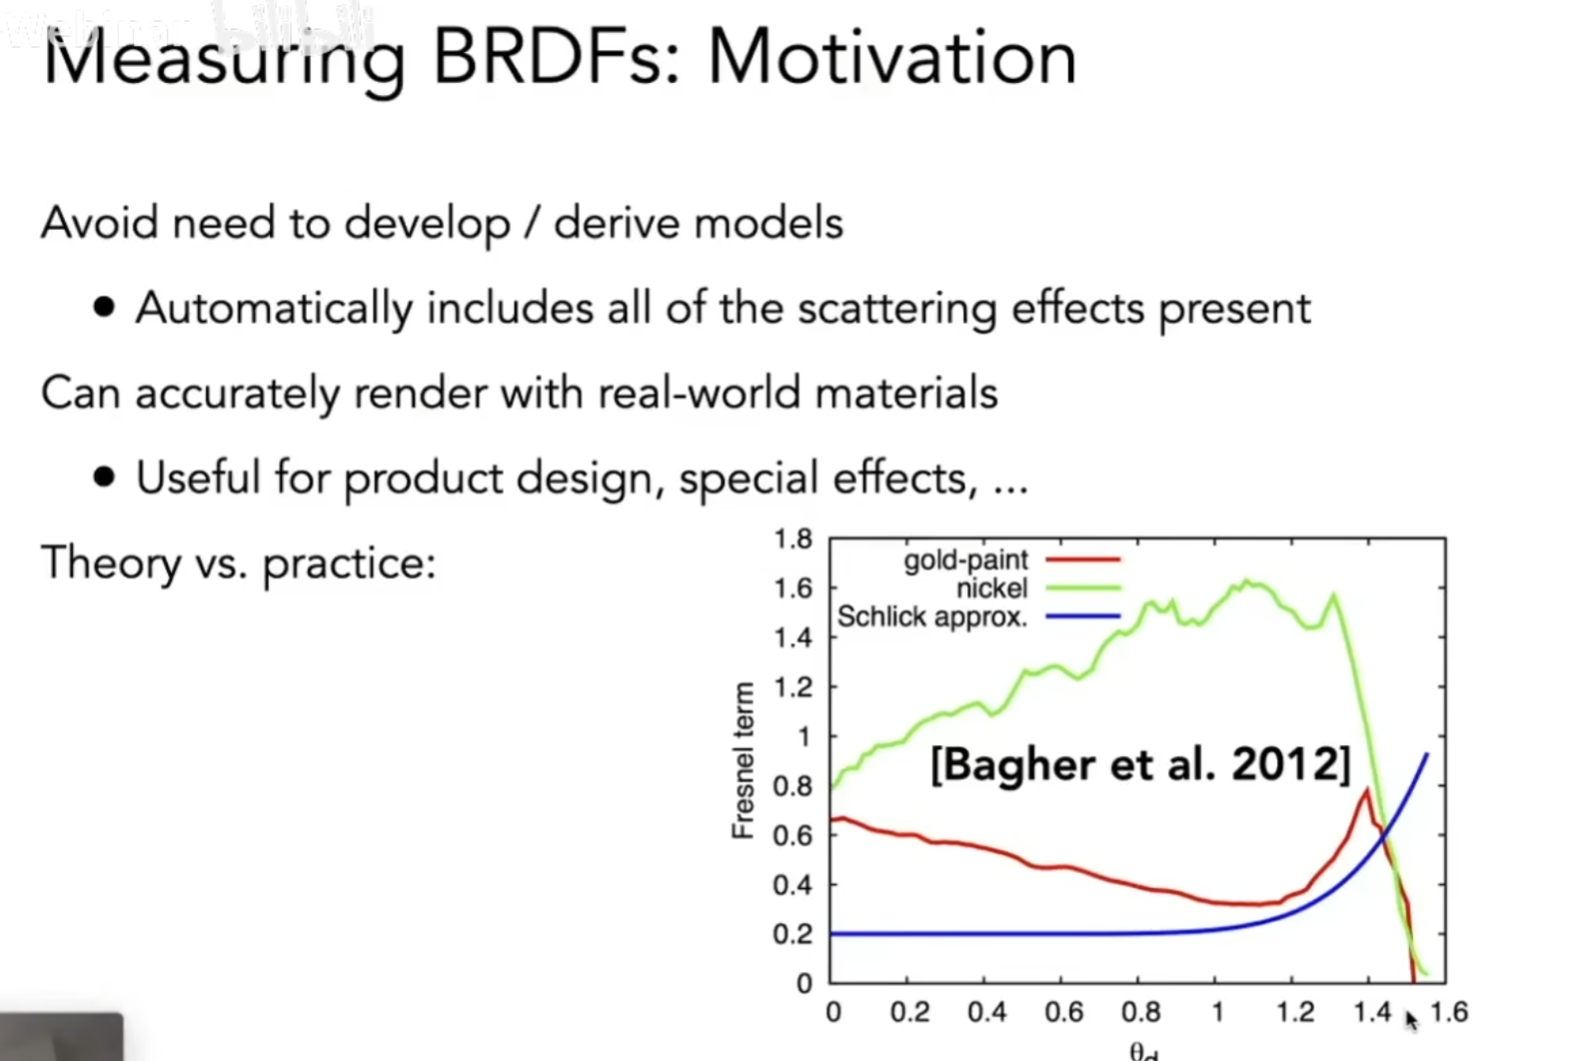 Webinar bilibili
Measuring BRDFs: Motivation
Avoid need to develop / derive models
● Automatically includes all of the scattering effects present
Can accurately render with real-world materials
● Useful for product design, special effects, ...
Theory vs. practice:
1.8
1.6
1.4
1.2
1
0.8
0.6
0.4
0.2
0
Fresnel term
gold-paint
nickel
Schlick approx.
[Bagher et al. 2012]
0 0.2 0.4 0.6 0.8 1 1.2 1.4 1.6
θd